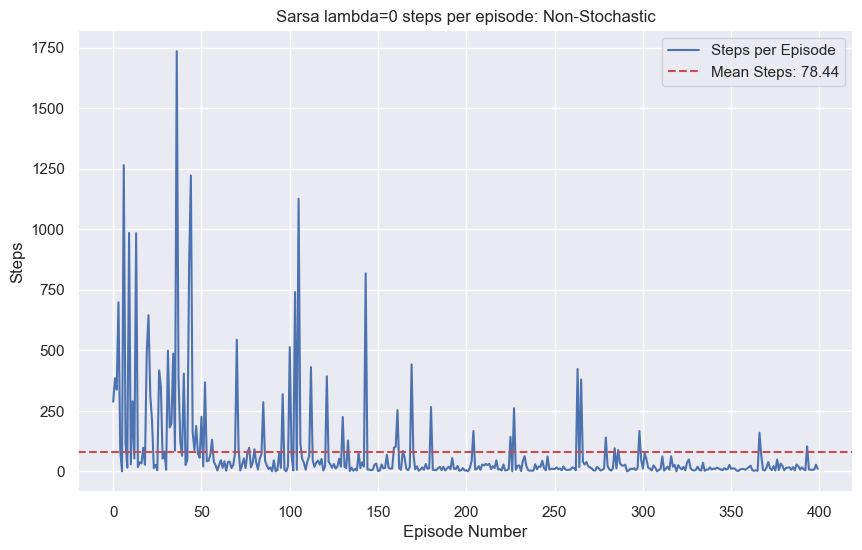 Sarsa lambda=0 steps per episode: Non-Stochastic
Steps per Episode
Mean Steps: 78.44
1750
1500
1250
1000
750
500
250
0
Steps
0 50 100 150 200 250 300 350 400
Episode Number